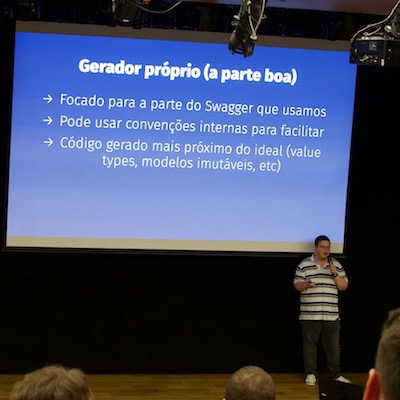 Gerador próprio (a parte boa)
→ Focado para a parte do Swagger que usamos
→ Pode usar convenções internas para facilitar
→ Código gerado mais próximo do ideal (value
types, modelos imutáveis, etc)